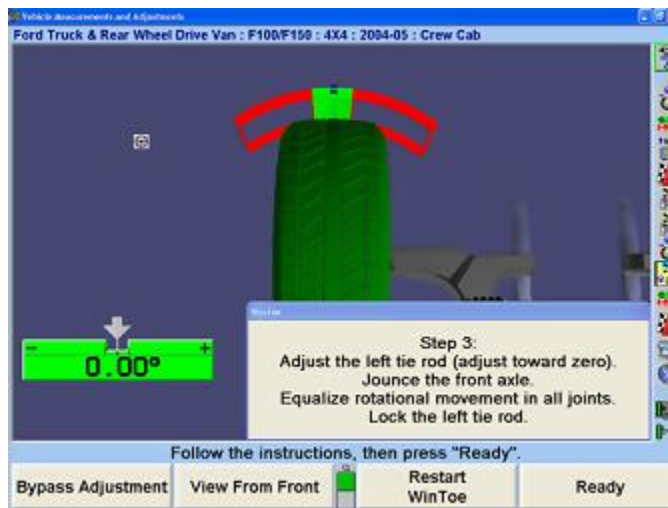 Vehicle Measurements and Adjustments
Ford Truck & Rear Wheel Drive Van : F100/F150 : 4X4 : 2004-05 : Crew Cab
WinToe
Step 3:
Adjust the left tie rod (adjust toward zero).
Jounce the front axle.
Equalize rotational movement in all joints.
Lock the left tie rod.
- +
0.00°
Follow the instructions, then press "Ready".
Bypass Adjustment
View From Front
Restart
WinToe
Ready